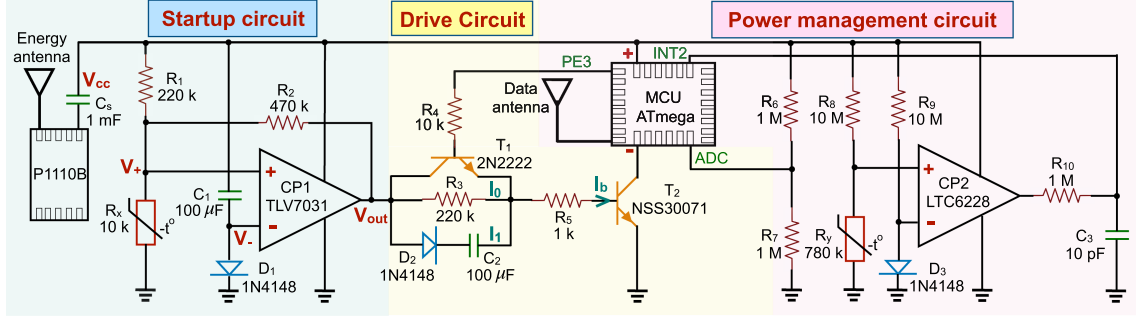 Startup circuit
Drive Circuit
Power management circuit
Energy
antenna
Vcc
Cs
1 mF
P1110B
R1
220 k
R2
470 k
V+
Rx
10 k
-t°
C1
100 µF
V-
D1
1N4148
+
-
CP1
TLV7031
Vout
R4
10 k
T1
2N2222
R3
220 k
I0
I1
D2
1N4148
C2
100 µF
R5
1 k
Ib
T2
NSS30071
PE3
Data
antenna
+
INT2
MCU
ATmega
-
ADC
R6
1 M
R7
1 M
R8
10 M
Ry
780 k
-t°
R9
10 M
D3
1N4148
+
-
CP2
LTC6228
R10
1 M
C3
10 pF